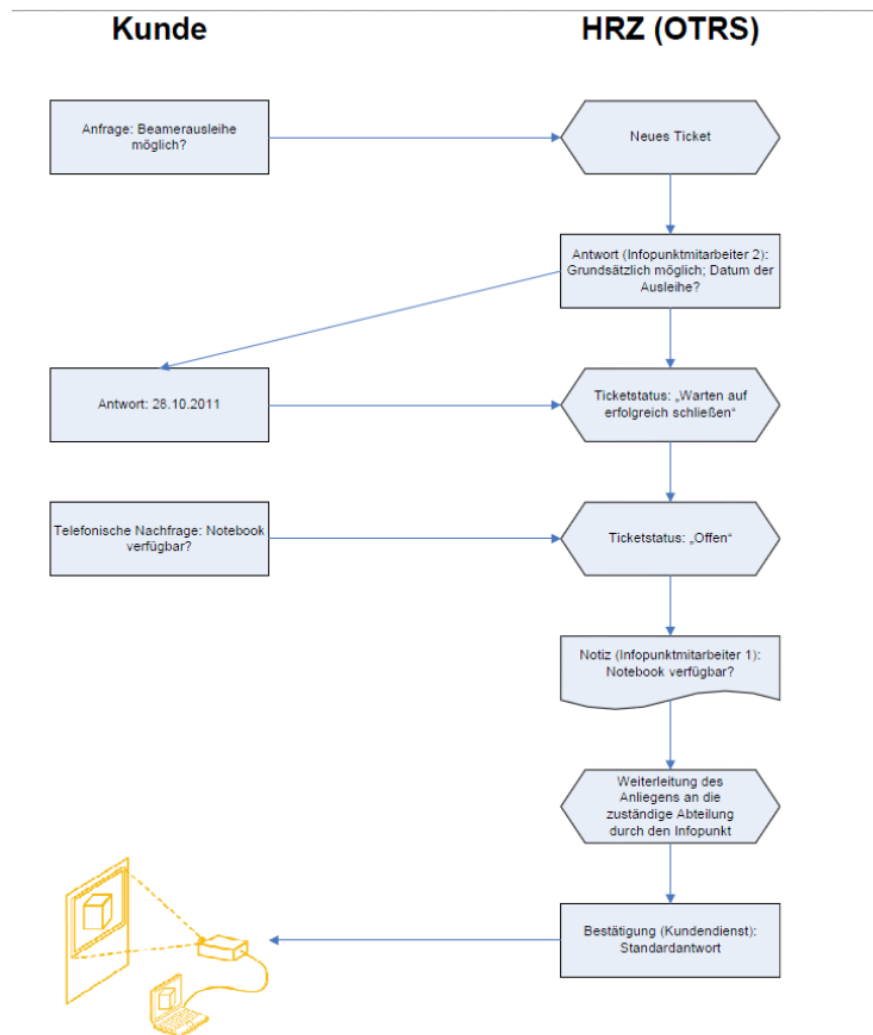 Kunde
HRZ (OTRS)
Anfrage: Beamerausleihe
möglich?
Neues Ticket
Antwort (Infopunktmitarbeiter 2):
Grundsätzlich möglich; Datum der
Ausleihe?
Antwort: 28.10.2011
Ticketstatus: „Warten auf
erfolgreich schließen“
Telefonische Nachfrage: Notebook
verfügbar?
Ticketstatus: „Offen“
Notiz (Infopunktmitarbeiter 1):
Notebook verfügbar?
Weiterleitung des
Anliegens an die
zuständige Abteilung
durch den Infopunkt
Bestätigung (Kundendienst):
Standardantwort